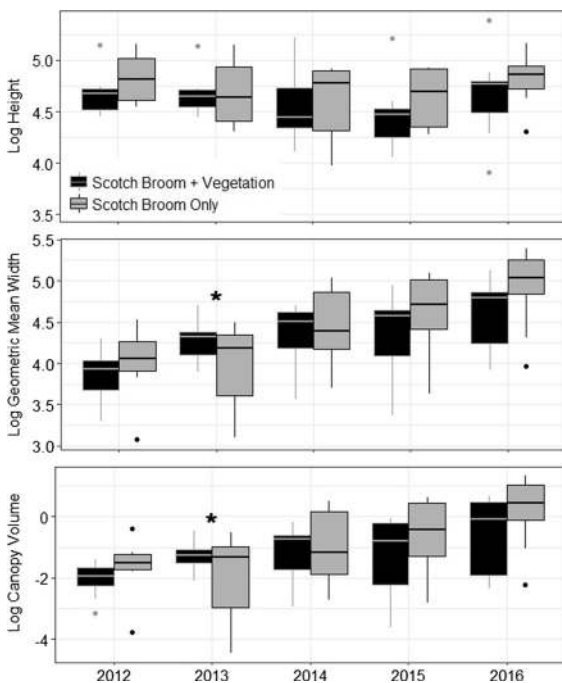 Log Height
5.0
4.5
4.0
3.5
Scotch Broom + Vegetation
Scotch Broom Only
Log Geometric Mean Width
5.5
5.0
4.5
*
4.0
3.5
3.0
Log Canopy Volume
0
*
-2
-4
2012 2013 2014 2015 2016